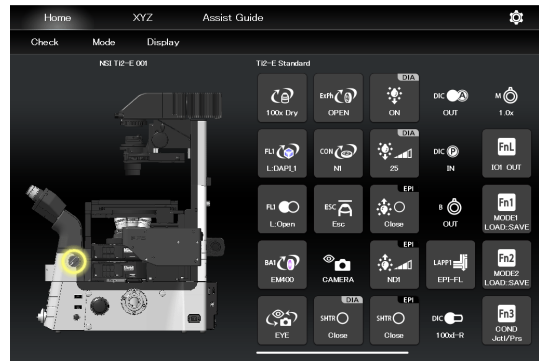 Home XYZ Assist Guide
Check Mode Display
NSI Ti2-E 001
Ti2-E Standard
100x Dry
ExPh
OPEN
DIA
ON
DIC A
OUT
M
1.0x
FL1
L:DAPI_1
CON
N1
DIA
25
DIC P
IN
FnL
IO1 OUT
FL1
L:Open
ESC
Esc
EPI
Close
B
OUT
Fn1
MODE1
LOAD:SAVE
BA1
EM400
CAMERA
EPI
ND1
LAPP1
EPI-FL
Fn2
MODE2
LOAD:SAVE
EYE
DIA
SHTR
Close
EPI
SHTR
Close
DIC
100xI-R
Fn3
COND
Jctl/Prs